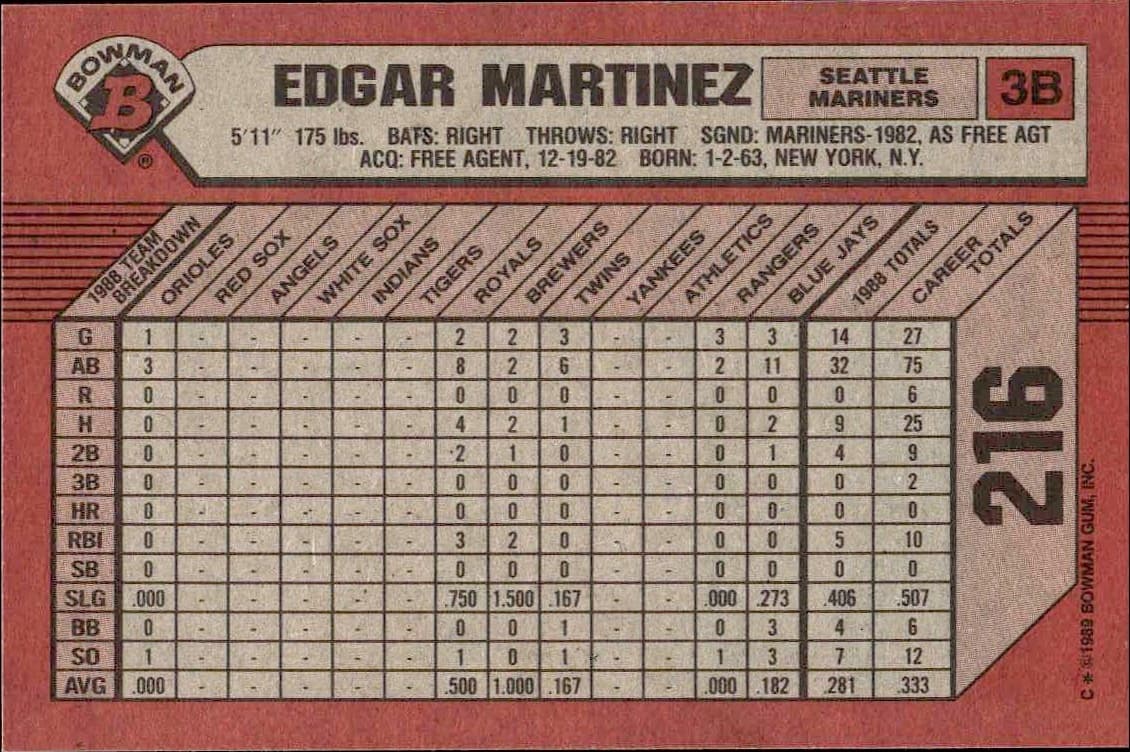 BOWMAN
B
®
EDGAR MARTINEZ
SEATTLE
MARINERS
3B
5'11" 175 lbs. BATS: RIGHT THROWS: RIGHT SGND: MARINERS-1982, AS FREE AGT
ACQ: FREE AGENT, 12-19-82 BORN: 1-2-63, NEW YORK, N.Y.
1988 TEAM
BREAKDOWN
ORIOLES
RED SOX
ANGELS
WHITE SOX
INDIANS
TIGERS
ROYALS
BREWERS
TWINS
YANKEES
ATHLETICS
RANGERS
BLUE JAYS
1988 TOTALS
CAREER
TOTALS
G 1 - - - - - 2 2 3 - - 3 3 14 27
AB 3 - - - - - 8 2 6 - - 2 11 32 75
R 0 - - - - - 0 0 0 - - 0 0 0 6
H 0 - - - - - 4 2 1 - - 0 2 9 25
2B 0 - - - - - 2 1 0 - - 0 1 4 9
3B 0 - - - - - 0 0 0 - - 0 0 0 2
HR 0 - - - - - 0 0 0 - - 0 0 0 0
RBI 0 - - - - - 3 2 0 - - 0 0 5 10
SB 0 - - - - - 0 0 0 - - 0 0 0 0
SLG .000 - - - - - .750 1.500 .167 - - .000 .273 .406 .507
BB 0 - - - - - 0 0 1 - - 0 3 4 6
SO 1 - - - - - 1 0 1 - - 1 3 7 12
AVG .000 - - - - - .500 1.000 .167 - - .000 .182 .281 .333
216
C * © 1989 BOWMAN GUM, INC.